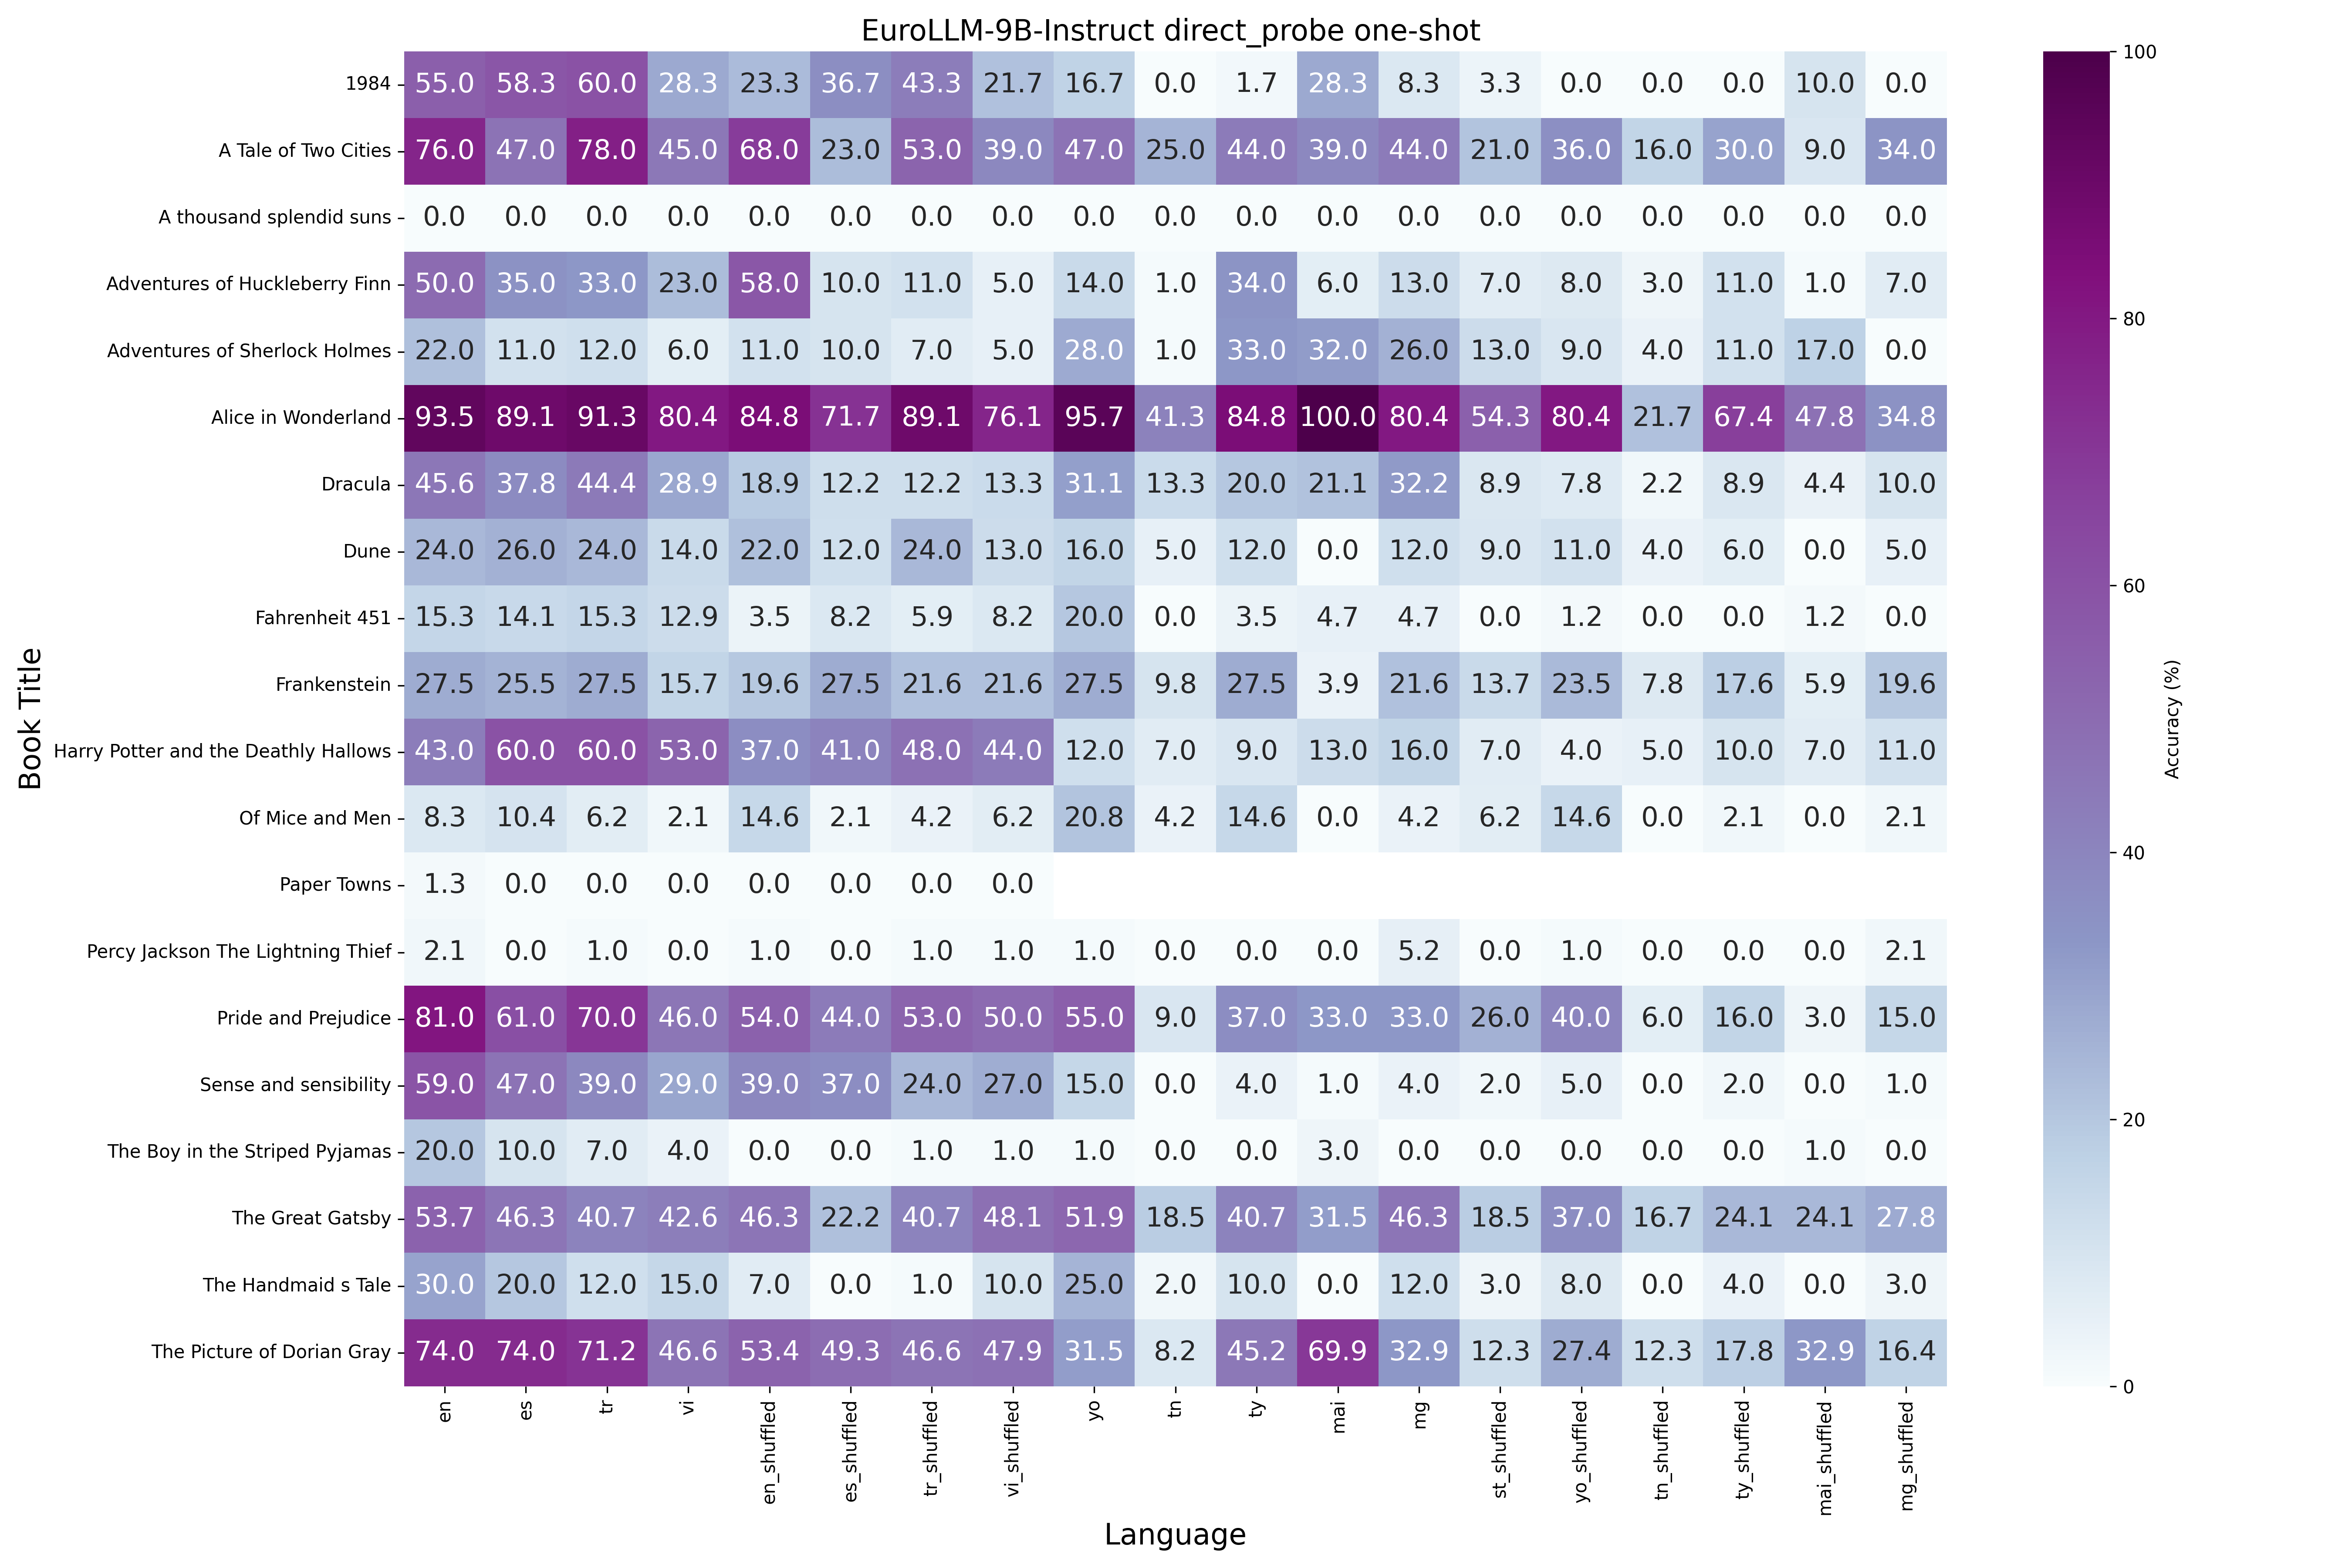 EuroLLM-9B-Instruct direct_probe one-shot
1984 55.0 58.3 60.0 28.3 23.3 36.7 43.3 21.7 16.7 0.0 1.7 28.3 8.3 3.3 0.0 0.0 0.0 10.0 0.0
A Tale of Two Cities 76.0 47.0 78.0 45.0 68.0 23.0 53.0 39.0 47.0 25.0 44.0 39.0 44.0 21.0 36.0 16.0 30.0 9.0 34.0
A thousand splendid suns 0.0 0.0 0.0 0.0 0.0 0.0 0.0 0.0 0.0 0.0 0.0 0.0 0.0 0.0 0.0 0.0 0.0 0.0 0.0
Adventures of Huckleberry Finn 50.0 35.0 33.0 23.0 58.0 10.0 11.0 5.0 14.0 1.0 34.0 6.0 13.0 7.0 8.0 3.0 11.0 1.0 7.0
Adventures of Sherlock Holmes 22.0 11.0 12.0 6.0 11.0 10.0 7.0 5.0 28.0 1.0 33.0 32.0 26.0 13.0 9.0 4.0 11.0 17.0 0.0
Alice in Wonderland 93.5 89.1 91.3 80.4 84.8 71.7 89.1 76.1 95.7 41.3 84.8 100.0 80.4 54.3 80.4 21.7 67.4 47.8 34.8
Dracula 45.6 37.8 44.4 28.9 18.9 12.2 12.2 13.3 31.1 13.3 20.0 21.1 32.2 8.9 7.8 2.2 8.9 4.4 10.0
Dune 24.0 26.0 24.0 14.0 22.0 12.0 24.0 13.0 16.0 5.0 12.0 0.0 12.0 9.0 11.0 4.0 6.0 0.0 5.0
Fahrenheit 451 15.3 14.1 15.3 12.9 3.5 8.2 5.9 8.2 20.0 0.0 3.5 4.7 4.7 0.0 1.2 0.0 0.0 1.2 0.0
Frankenstein 27.5 25.5 27.5 15.7 19.6 27.5 21.6 21.6 27.5 9.8 27.5 3.9 21.6 13.7 23.5 7.8 17.6 5.9 19.6
Harry Potter and the Deathly Hallows 43.0 60.0 60.0 53.0 37.0 41.0 48.0 44.0 12.0 7.0 9.0 13.0 16.0 7.0 4.0 5.0 10.0 7.0 11.0
Of Mice and Men 8.3 10.4 6.2 2.1 14.6 2.1 4.2 6.2 20.8 4.2 14.6 0.0 4.2 6.2 14.6 0.0 2.1 0.0 2.1
Paper Towns 1.3 0.0 0.0 0.0 0.0 0.0 0.0 0.0
Percy Jackson The Lightning Thief 2.1 0.0 1.0 0.0 1.0 0.0 1.0 1.0 1.0 0.0 0.0 0.0 5.2 0.0 1.0 0.0 0.0 0.0 2.1
Pride and Prejudice 81.0 61.0 70.0 46.0 54.0 44.0 53.0 50.0 55.0 9.0 37.0 33.0 33.0 26.0 40.0 6.0 16.0 3.0 15.0
Sense and sensibility 59.0 47.0 39.0 29.0 39.0 37.0 24.0 27.0 15.0 0.0 4.0 1.0 4.0 2.0 5.0 0.0 2.0 0.0 1.0
The Boy in the Striped Pyjamas 20.0 10.0 7.0 4.0 0.0 0.0 1.0 1.0 1.0 0.0 0.0 3.0 0.0 0.0 0.0 0.0 0.0 1.0 0.0
The Great Gatsby 53.7 46.3 40.7 42.6 46.3 22.2 40.7 48.1 51.9 18.5 40.7 31.5 46.3 18.5 37.0 16.7 24.1 24.1 27.8
The Handmaid s Tale 30.0 20.0 12.0 15.0 7.0 0.0 1.0 10.0 25.0 2.0 10.0 0.0 12.0 3.0 8.0 0.0 4.0 0.0 3.0
The Picture of Dorian Gray 74.0 74.0 71.2 46.6 53.4 49.3 46.6 47.9 31.5 8.2 45.2 69.9 32.9 12.3 27.4 12.3 17.8 32.9 16.4
en es tr vi en_shuffled es_shuffled tr_shuffled vi_shuffled yo tn ty mai mg st_shuffled yo_shuffled tn_shuffled ty_shuffled mai_shuffled mg_shuffled
Language
Book Title
100
80
60
40
20
0
Accuracy (%)